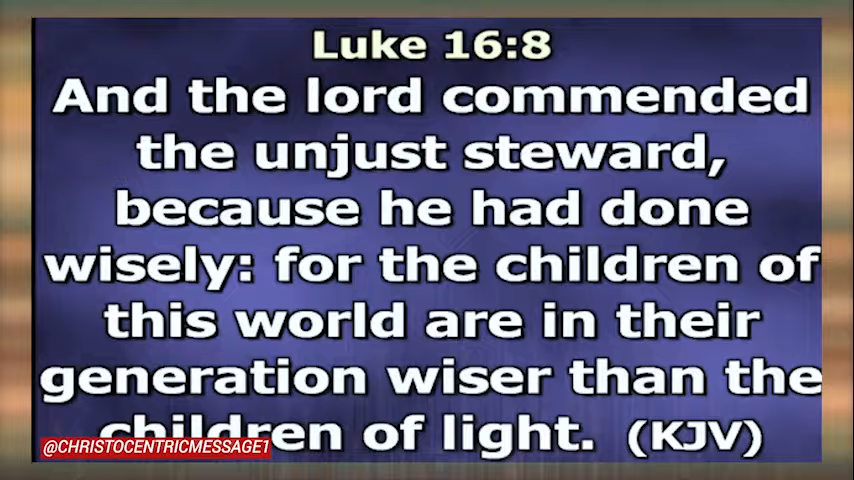 Luke 16:8
And the lord commended
the unjust steward,
because he had done
wisely: for the children of
this world are in their
generation wiser than the
children of light. (KJV)
@CHRISTOCENTRICMESSAGE1